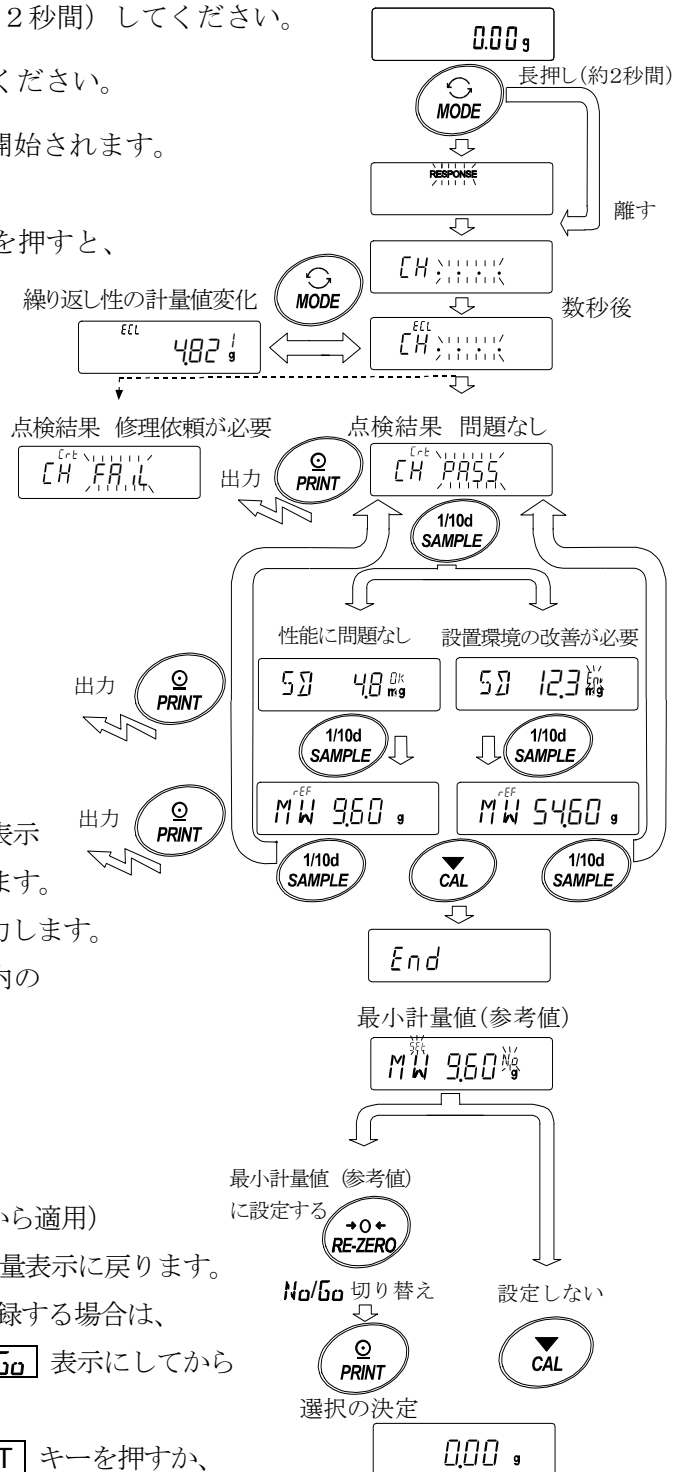 ２秒間）してください。
0.00 g
長押し(約2秒間)
MODE
ください。
開始されます。
RESPONSE
離す
を押すと、
CH
MODE
繰り返し性の計量値変化
数秒後
ECL
4.82 g
ECL
CH
点検結果 修理依頼が必要
点検結果 問題なし
Crt
CH FAiL
出力
PRINT
Crt
CH PASS
1/10d
SAMPLE
性能に問題なし
設置環境の改善が必要
出力
PRINT
SD 4.8 OK mg
SD 12.3 mg
1/10d
SAMPLE
1/10d
SAMPLE
出力
PRINT
rEF
MW 9.60 g
rEF
MW 54.60 g
表示
ます。
1/10d
SAMPLE
CAL
1/10d
SAMPLE
力します。
End
内の
最小計量値(参考値)
SEt
MW 9.60 No g
最小計量値（参考値）
に設定する
から適用）
RE-ZERO
量表示に戻ります。
No/Go 切り替え
設定しない
録する場合は、
Go 表示にしてから
PRINT
CAL
選択の決定
T キーを押すか、
0.00 g